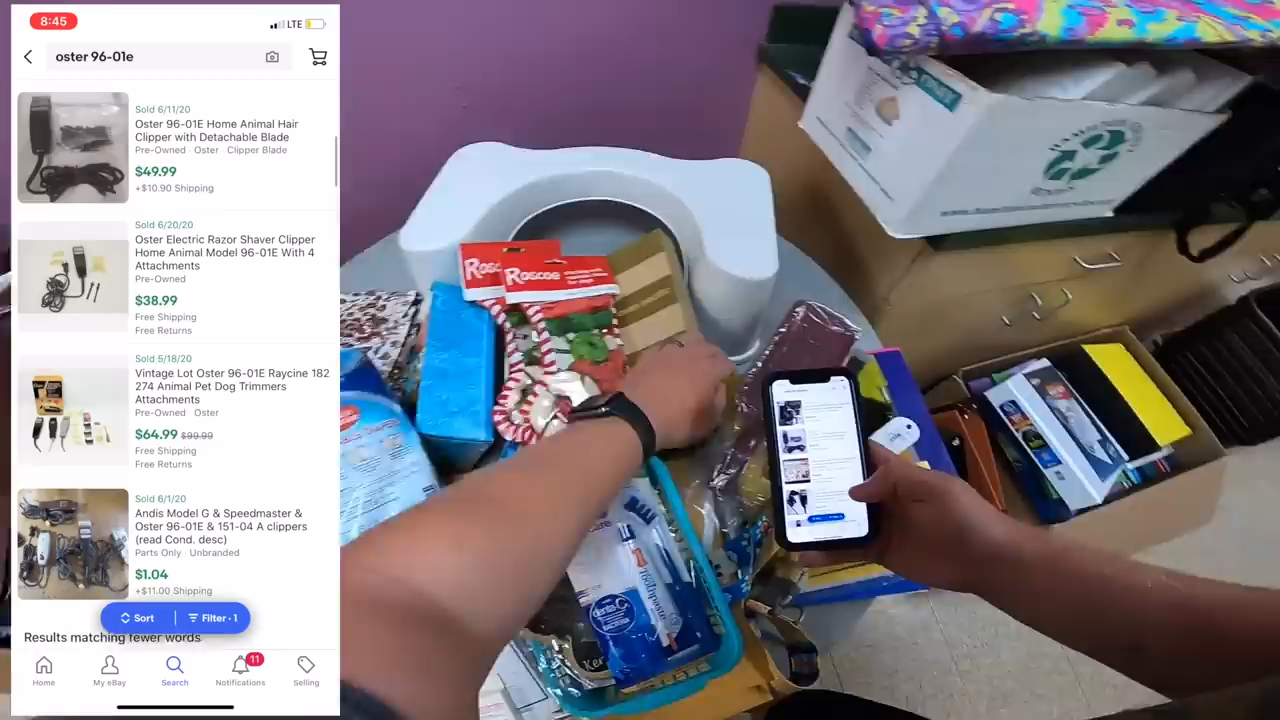 8:45
LTE
oster 96-01e
Sold 6/11/20
Oster 96-01E Home Animal Hair
Clipper with Detachable Blade
Pre-Owned · Oster · Clipper Blade
$49.99
+$10.90 Shipping
Sold 6/20/20
Oster Electric Razor Shaver Clipper
Home Animal Model 96-01E With 4
Attachments
Pre-Owned
$38.99
Free Shipping
Free Returns
Sold 5/18/20
Vintage Lot Oster 96-01E Raycine 182
274 Animal Pet Dog Trimmers
Attachments
Pre-Owned · Oster
$64.99 $99.99
Free Shipping
Free Returns
Sold 6/1/20
Andis Model G & Speedmaster &
Oster 96-01E & 151-04 A clippers
(read Cond. desc)
Parts Only · Unbranded
$1.04
+$11.00 Shipping
Sort
Filter · 1
Results matching fewer words
11
Home
My eBay
Search
Notifications
Selling
Rosc
Roscoe
Toothpaste